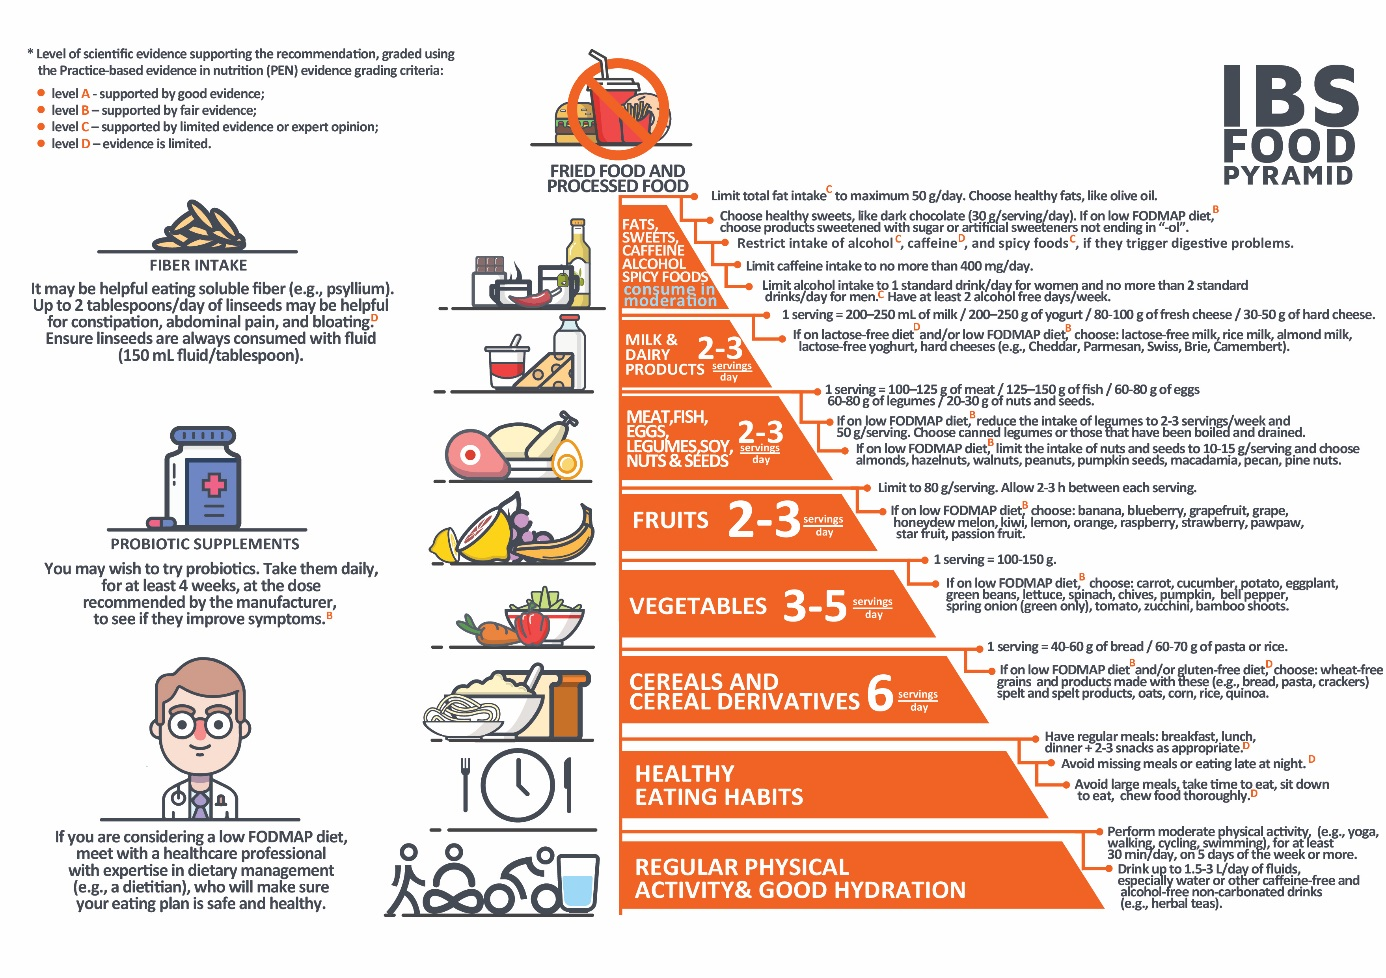 * Level of scientific evidence supporting the recommendation, graded using
the Practice-based evidence in nutrition (PEN) evidence grading criteria:
level A - supported by good evidence;
level B – supported by fair evidence;
level C – supported by limited evidence or expert opinion;
level D – evidence is limited.
IBS
FOOD
PYRAMID
FIBER INTAKE
It may be helpful eating soluble fiber (e.g., psyllium).
Up to 2 tablespoons/day of linseeds may be helpful
for constipation, abdominal pain, and bloating.D
Ensure linseeds are always consumed with fluid
(150 mL fluid/tablespoon).
PROBIOTIC SUPPLEMENTS
You may wish to try probiotics. Take them daily,
for at least 4 weeks, at the dose
recommended by the manufacturer,
to see if they improve symptoms.B
If you are considering a low FODMAP diet,
meet with a healthcare professional
with expertise in dietary management
(e.g., a dietitian), who will make sure
your eating plan is safe and healthy.
FRIED FOOD AND
PROCESSED FOOD
FATS,
SWEETS,
CAFFEINE
ALCOHOL
SPICY FOODS
consume in
moderation
Limit total fat intakeC to maximum 50 g/day. Choose healthy fats, like olive oil.
Choose healthy sweets, like dark chocolate (30 g/serving/day). If on low FODMAP diet,B
choose products sweetened with sugar or artificial sweeteners not ending in “-ol”.
Restrict intake of alcoholC, caffeineD, and spicy foodsC, if they trigger digestive problems.
Limit caffeine intake to no more than 400 mg/day.
Limit alcohol intake to 1 standard drink/day for women and no more than 2 standard
drinks/day for men.C Have at least 2 alcohol free days/week.
MILK &
DAIRY
PRODUCTS
2-3
servings
day
1 serving = 200–250 mL of milk / 200–250 g of yogurt / 80-100 g of fresh cheese / 30-50 g of hard cheese.
If on lactose-free dietD and/or low FODMAP dietB choose: lactose-free milk, rice milk, almond milk,
lactose-free yoghurt, hard cheeses (e.g., Cheddar, Parmesan, Swiss, Brie, Camembert).
MEAT,FISH,
EGGS,
LEGUMES,SOY,
NUTS & SEEDS
2-3
servings
day
1 serving = 100–125 g of meat / 125–150 g of fish / 60-80 g of eggs
60-80 g of legumes / 20-30 g of nuts and seeds.
If on low FODMAP diet,B reduce the intake of legumes to 2-3 servings/week and
50 g/serving. Choose canned legumes or those that have been boiled and drained.
If on low FODMAP diet,B limit the intake of nuts and seeds to 10-15 g/serving and choose
almonds, hazelnuts, walnuts, peanuts, pumpkin seeds, macadamia, pecan, pine nuts.
FRUITS
2-3
servings
day
Limit to 80 g/serving. Allow 2-3 h between each serving.
If on low FODMAP diet,B choose: banana, blueberry, grapefruit, grape,
honeydew melon, kiwi, lemon, orange, raspberry, strawberry, pawpaw,
star fruit, passion fruit.
VEGETABLES
3-5
servings
day
1 serving = 100-150 g.
If on low FODMAP diet,B choose: carrot, cucumber, potato, eggplant,
green beans, lettuce, spinach, chives, pumpkin, bell pepper,
spring onion (green only), tomato, zucchini, bamboo shoots.
CEREALS AND
CEREAL DERIVATIVES
6
servings
day
1 serving = 40-60 g of bread / 60-70 g of pasta or rice.
If on low FODMAP dietB and/or gluten-free diet,D choose: wheat-free
grains and products made with these (e.g., bread, pasta, crackers)
spelt and spelt products, oats, corn, rice, quinoa.
HEALTHY
EATING HABITS
Have regular meals: breakfast, lunch,
dinner + 2-3 snacks as appropriate.D
Avoid missing meals or eating late at night. D
Avoid large meals, take time to eat, sit down
to eat, chew food thoroughly.D
REGULAR PHYSICAL
ACTIVITY& GOOD HYDRATION
Perform moderate physical activity, (e.g., yoga,
walking, cycling, swimming), for at least
30 min/day, on 5 days of the week or more.
Drink up to 1.5-3 L/day of fluids,
especially water or other caffeine-free and
alcohol-free non-carbonated drinks
(e.g., herbal teas).